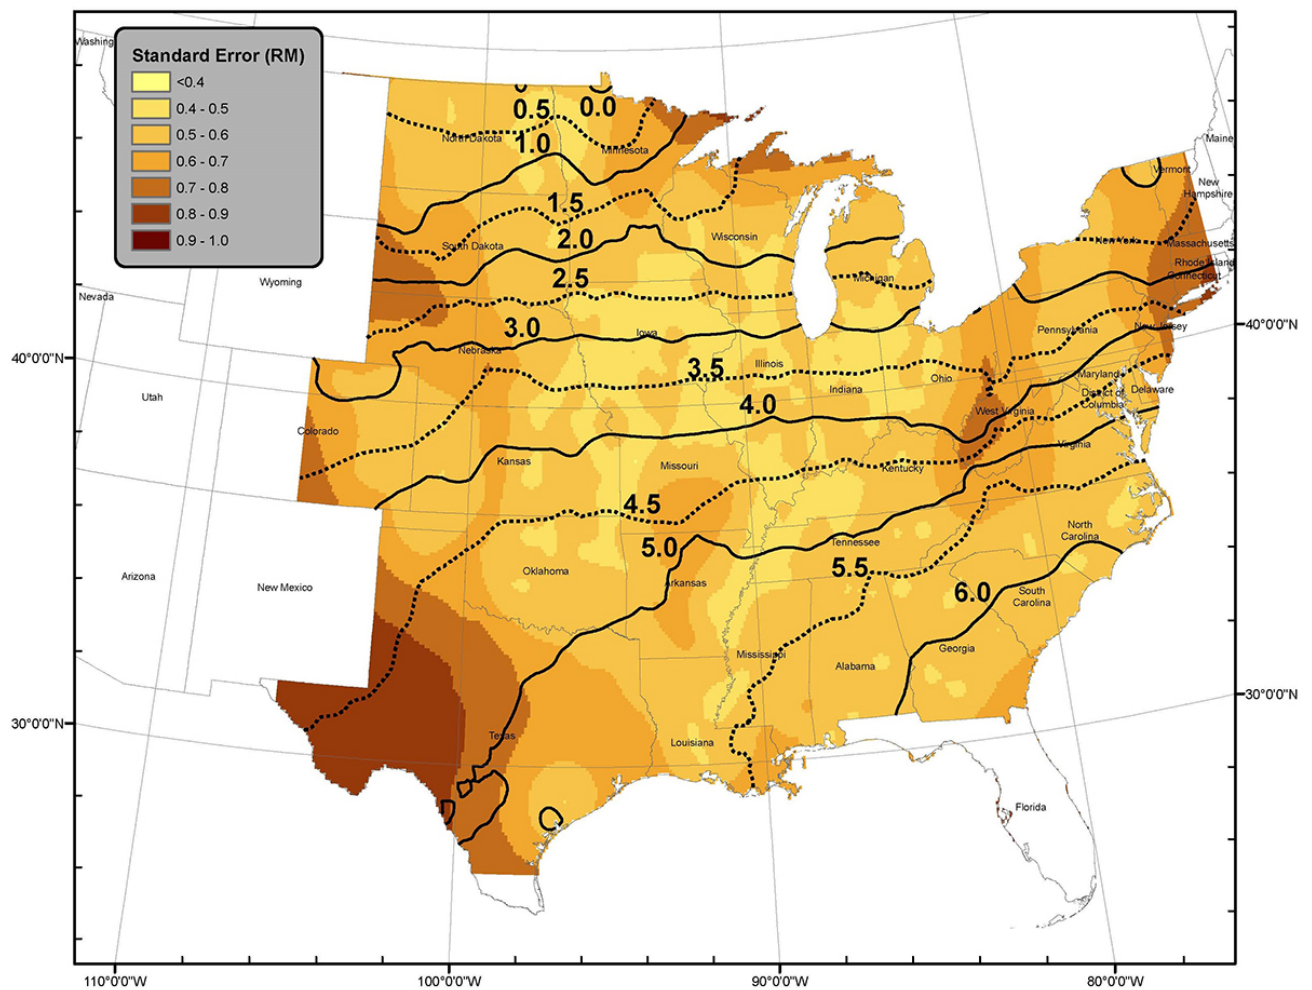 Washing
Standard Error (RM)
<0.4
0.4 - 0.5
0.5 - 0.6
0.6 - 0.7
0.7 - 0.8
0.8 - 0.9
0.9 - 1.0
0.5
0.0
North Dakota
1.0
Minnesota
Maine
Vermont
New
Hampshire
1.5
Wisconsin
2.0
South Dakota
New York
Massachusetts
Rhode Island
Connecticut
2.5
Michigan
Wyoming
Nevada
3.0
Iowa
Pennsylvania
New Jersey
40°0'0"N
40°0'0"N
Nebraska
3.5
Illinois
Indiana
Ohio
Maryland
Delaware
District of
Columbia
Utah
4.0
West Virginia
Colorado
Virginia
Kansas
Missouri
Kentucky
4.5
North
Carolina
5.0
Tennessee
5.5
Oklahoma
Arkansas
Arizona
New Mexico
6.0
South
Carolina
Mississippi
Alabama
Georgia
30°0'0"N
30°0'0"N
Texas
Louisiana
Florida
110°0'0"W
100°0'0"W
90°0'0"W
80°0'0"W